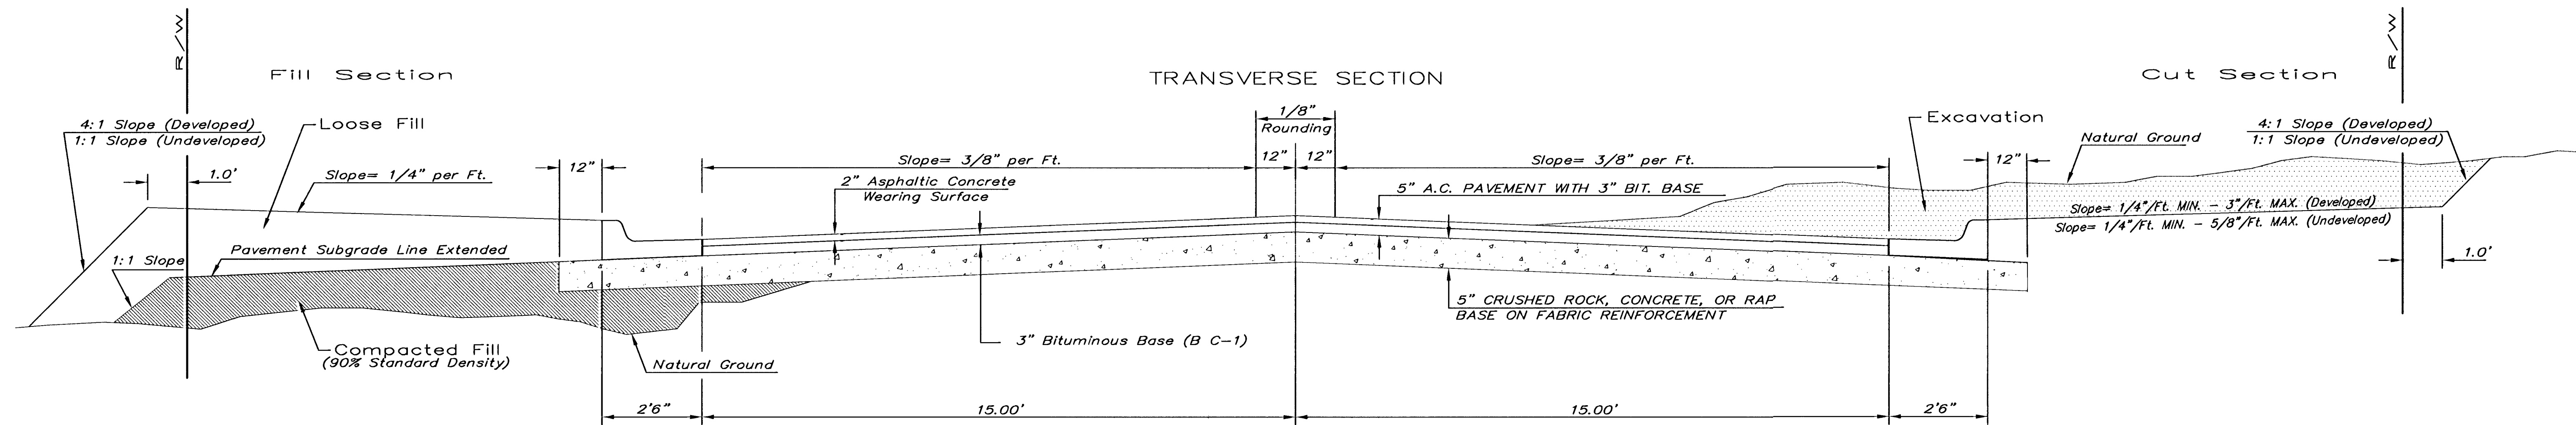 R/W
R/W
Fill Section
TRANSVERSE SECTION
Cut Section
1/8"
Rounding
4:1 Slope (Developed)
1:1 Slope (Undeveloped)
Loose Fill
Excavation
4:1 Slope (Developed)
1:1 Slope (Undeveloped)
Natural Ground
12"
Slope= 3/8" per Ft.
12"
12"
Slope= 3/8" per Ft.
12"
1.0'
Slope= 1/4" per Ft.
2" Asphaltic Concrete
Wearing Surface
5" A.C. PAVEMENT WITH 3" BIT. BASE
Slope= 1/4"/Ft. MIN. - 3"/Ft. MAX. (Developed)
Slope= 1/4"/Ft. MIN. - 5/8"/Ft. MAX. (Undeveloped)
Pavement Subgrade Line Extended
1:1 Slope
1.0'
5" CRUSHED ROCK, CONCRETE, OR RAP
BASE ON FABRIC REINFORCEMENT
3" Bituminous Base (B C-1)
Compacted Fill
(90% Standard Density)
Natural Ground
2'6"
15.00'
15.00'
2'6"